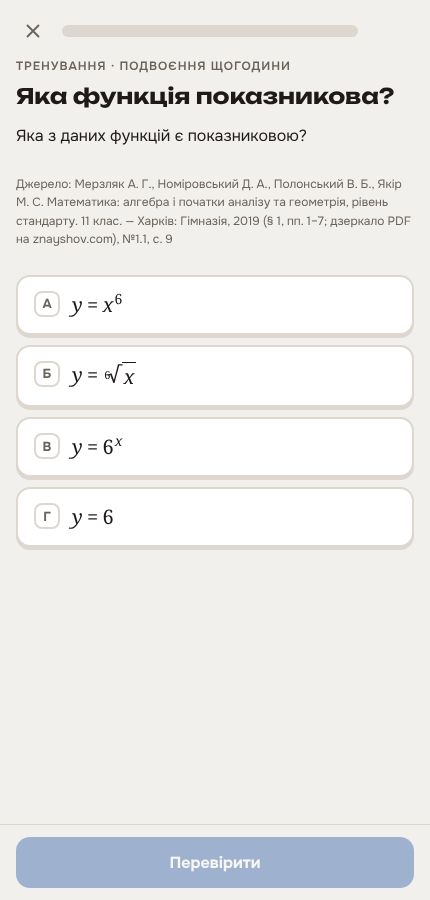 ТРЕНУВАННЯ · ПОДВОЄННЯ ЩОГОДИНИ
Яка функція показникова?
Яка з даних функцій є показниковою?
Джерело: Мерзляк А. Г., Номіровський Д. А., Полонський В. Б., Якір
М. С. Математика: алгебра і початки аналізу та геометрія, рівень
стандарту. 11 клас. — Харків: Гімназія, 2019 (§ 1, пп. 1–7; дзеркало PDF
на znayshov.com), №1.1, с. 9
А y = x⁶
Б y = ⁶√x
В y = 6ˣ
Г y = 6
Перевірити